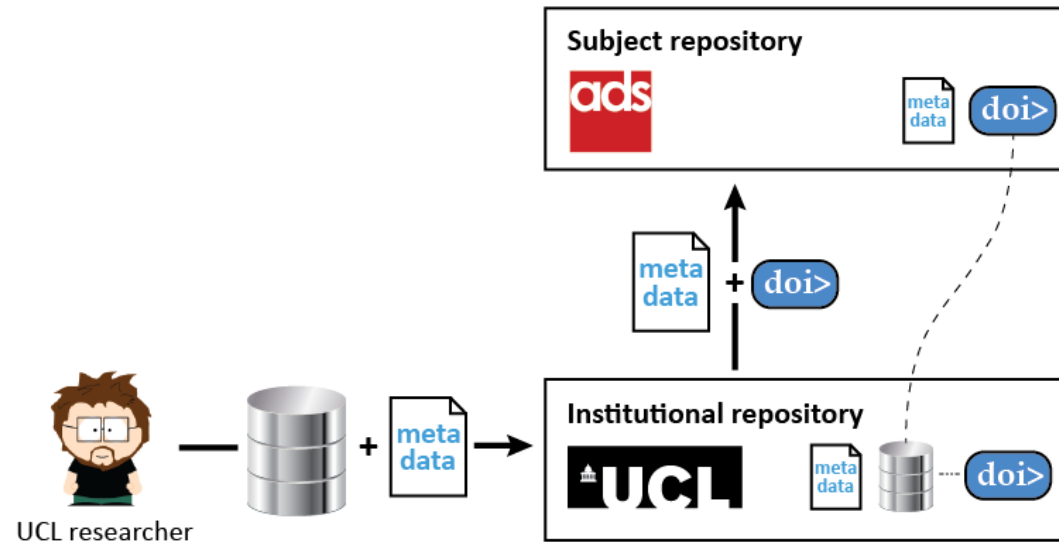 Subject repository
ads
meta
data
doi>
meta
data
+
doi>
Institutional repository
UCL
meta
data
doi>
+
meta
data
UCL researcher